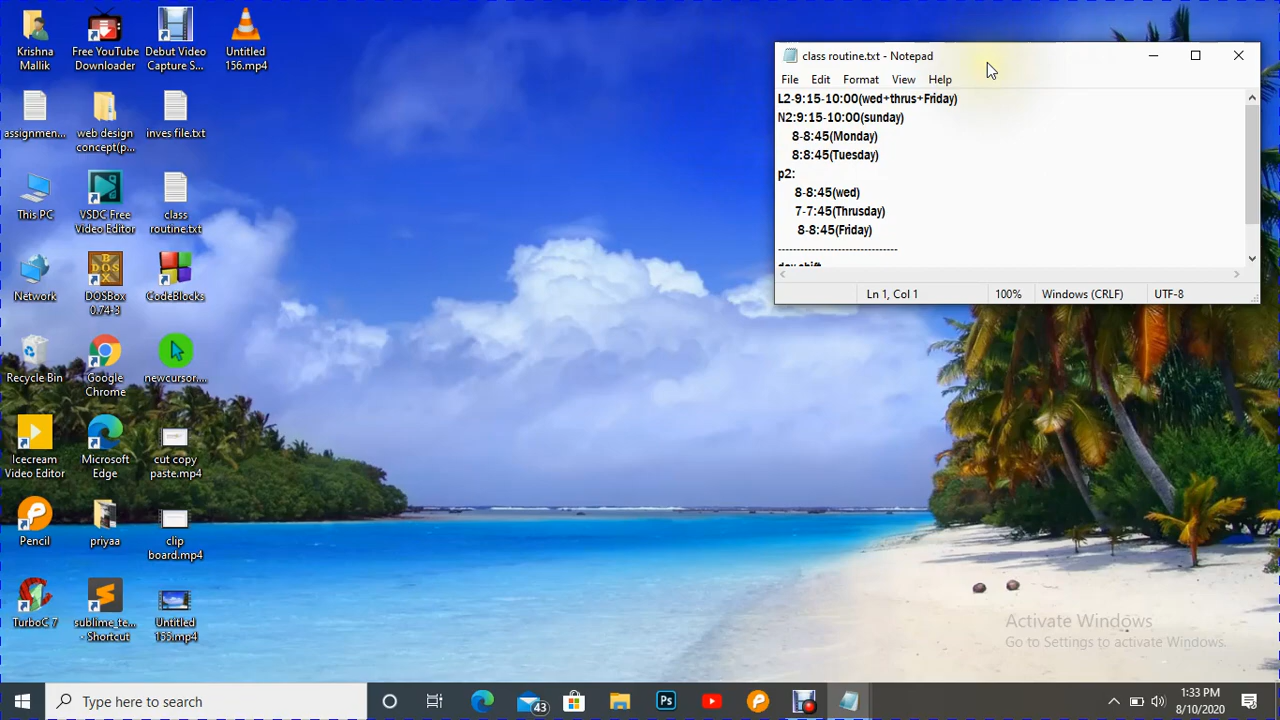 Krishna
Mallik
Free YouTube
Downloader
Debut Video
Capture S...
Untitled
156.mp4
assignmen...
web design
concept(p...
inves file.txt
This PC
VSDC Free
Video Editor
class
routine.txt
Network
DOSBox
0.74-3
CodeBlocks
Recycle Bin
Google
Chrome
newcursor....
Icecream
Video Editor
Microsoft
Edge
cut copy
paste.mp4
Pencil
priyaa
clip
board.mp4
TurboC 7
sublime_te...
- Shortcut
Untitled
155.mp4
class routine.txt - Notepad
File Edit Format View Help
L2-9:15-10:00(wed+thrus+Friday)
N2:9:15-10:00(sunday)
8-8:45(Monday)
8:8:45(Tuesday)
p2:
8-8:45(wed)
7-7:45(Thrusday)
8-8:45(Friday)
--------------------------------
day shift
Ln 1, Col 1 100% Windows (CRLF) UTF-8
Activate Windows
Go to Settings to activate Windows.
Type here to search
43
Ps
1:33 PM
8/10/2020